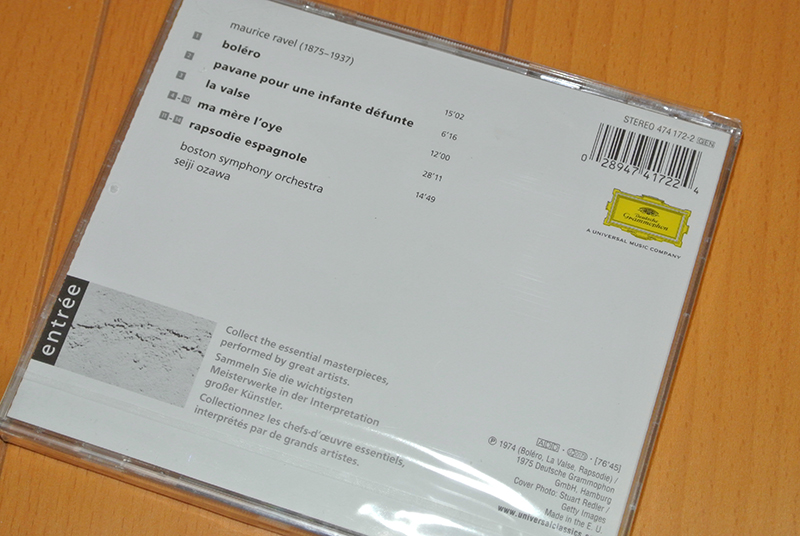 maurice ravel (1875–1937)
1 boléro 15'02
2 pavane pour une infante défunte 6'16
3 la valse 12'00
4 - 10 ma mère l'oye 28'11
11 - 14 rapsodie espagnole 14'49
boston symphony orchestra
seiji ozawa
STEREO 474 172-2 GEN
0 28947 41722 4
Deutsche
Grammophon
A UNIVERSAL MUSIC COMPANY
entrée
Collect the essential masterpieces,
performed by great artists.
Sammeln Sie die wichtigsten
Meisterwerke in der Interpretation
großer Künstler.
Collectionnez les chefs-d'œuvre essentiels,
interprétés par de grands artistes.
AED · · [76'45]
℗ 1974 (Boléro, La Valse, Rapsodie) /
1975 Deutsche Grammophon
GmbH, Hamburg
Cover Photo: Stuart Redler /
Getty Images
Made in the E. U.
www.universalclassics